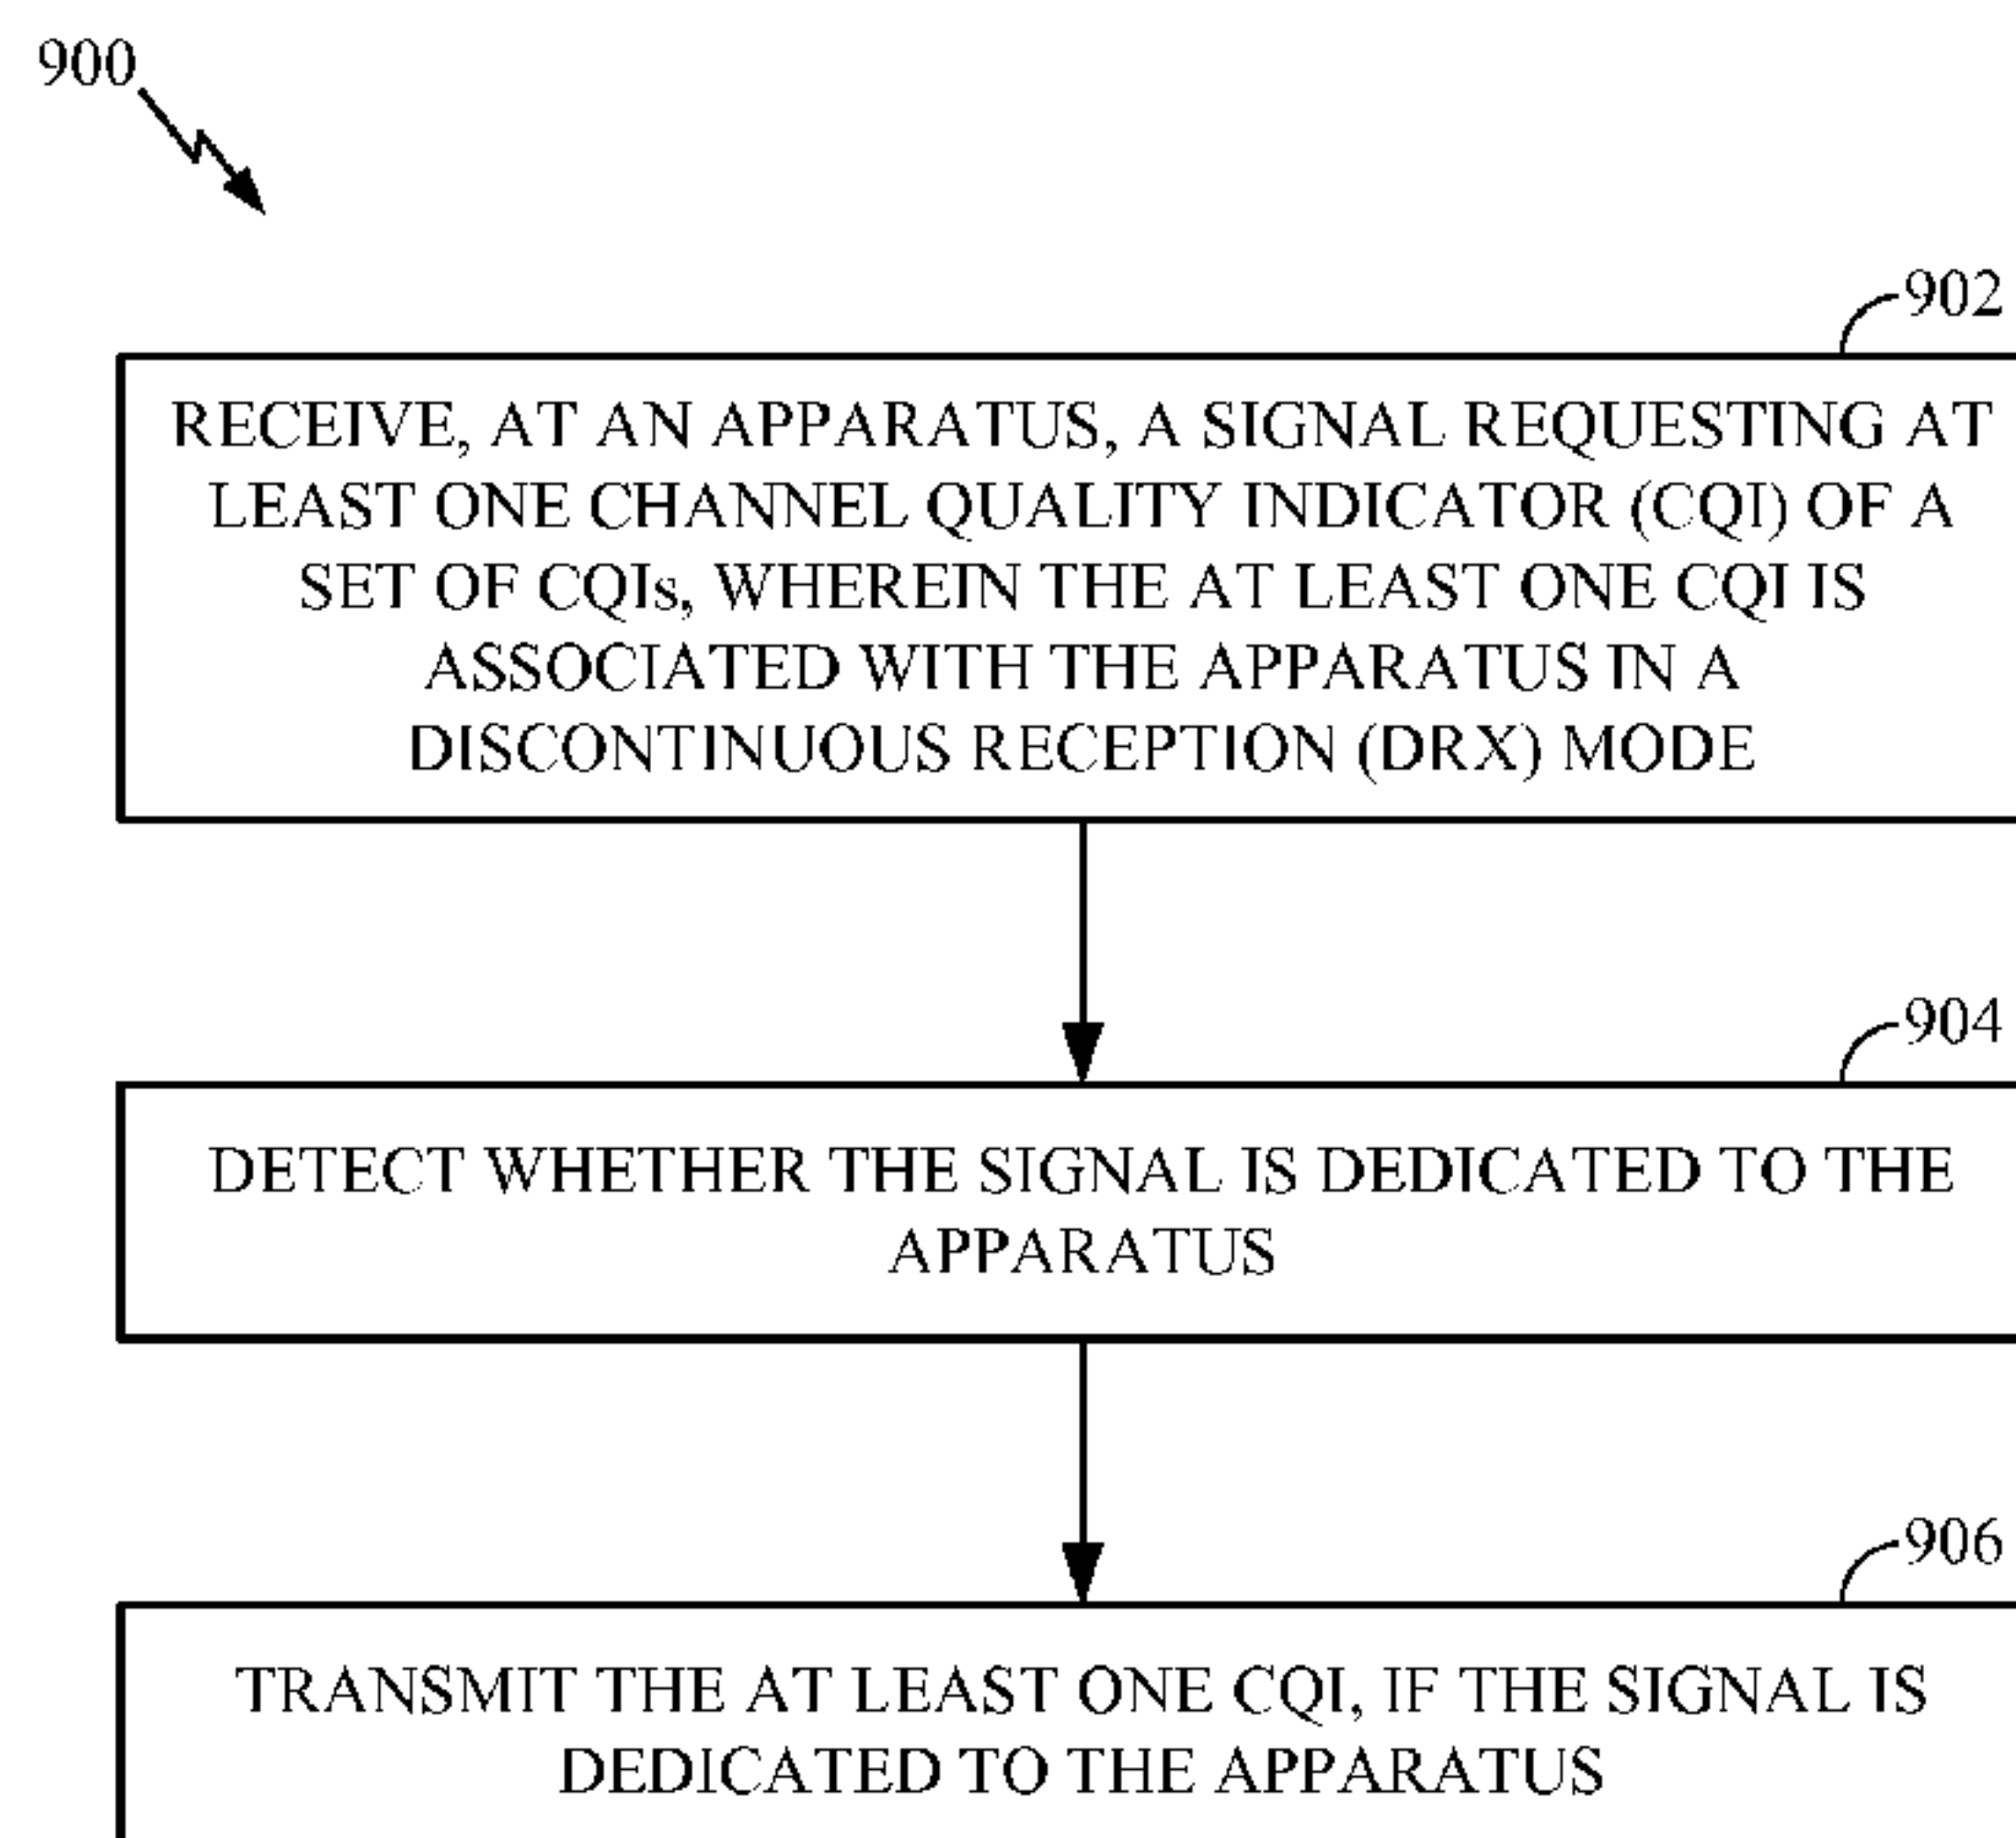 900
902
RECEIVE, AT AN APPARATUS, A SIGNAL REQUESTING AT
LEAST ONE CHANNEL QUALITY INDICATOR (CQI) OF A
SET OF CQIs, WHEREIN THE AT LEAST ONE CQI IS
ASSOCIATED WITH THE APPARATUS IN A
DISCONTINUOUS RECEPTION (DRX) MODE
904
DETECT WHETHER THE SIGNAL IS DEDICATED TO THE
APPARATUS
906
TRANSMIT THE AT LEAST ONE CQI, IF THE SIGNAL IS
DEDICATED TO THE APPARATUS